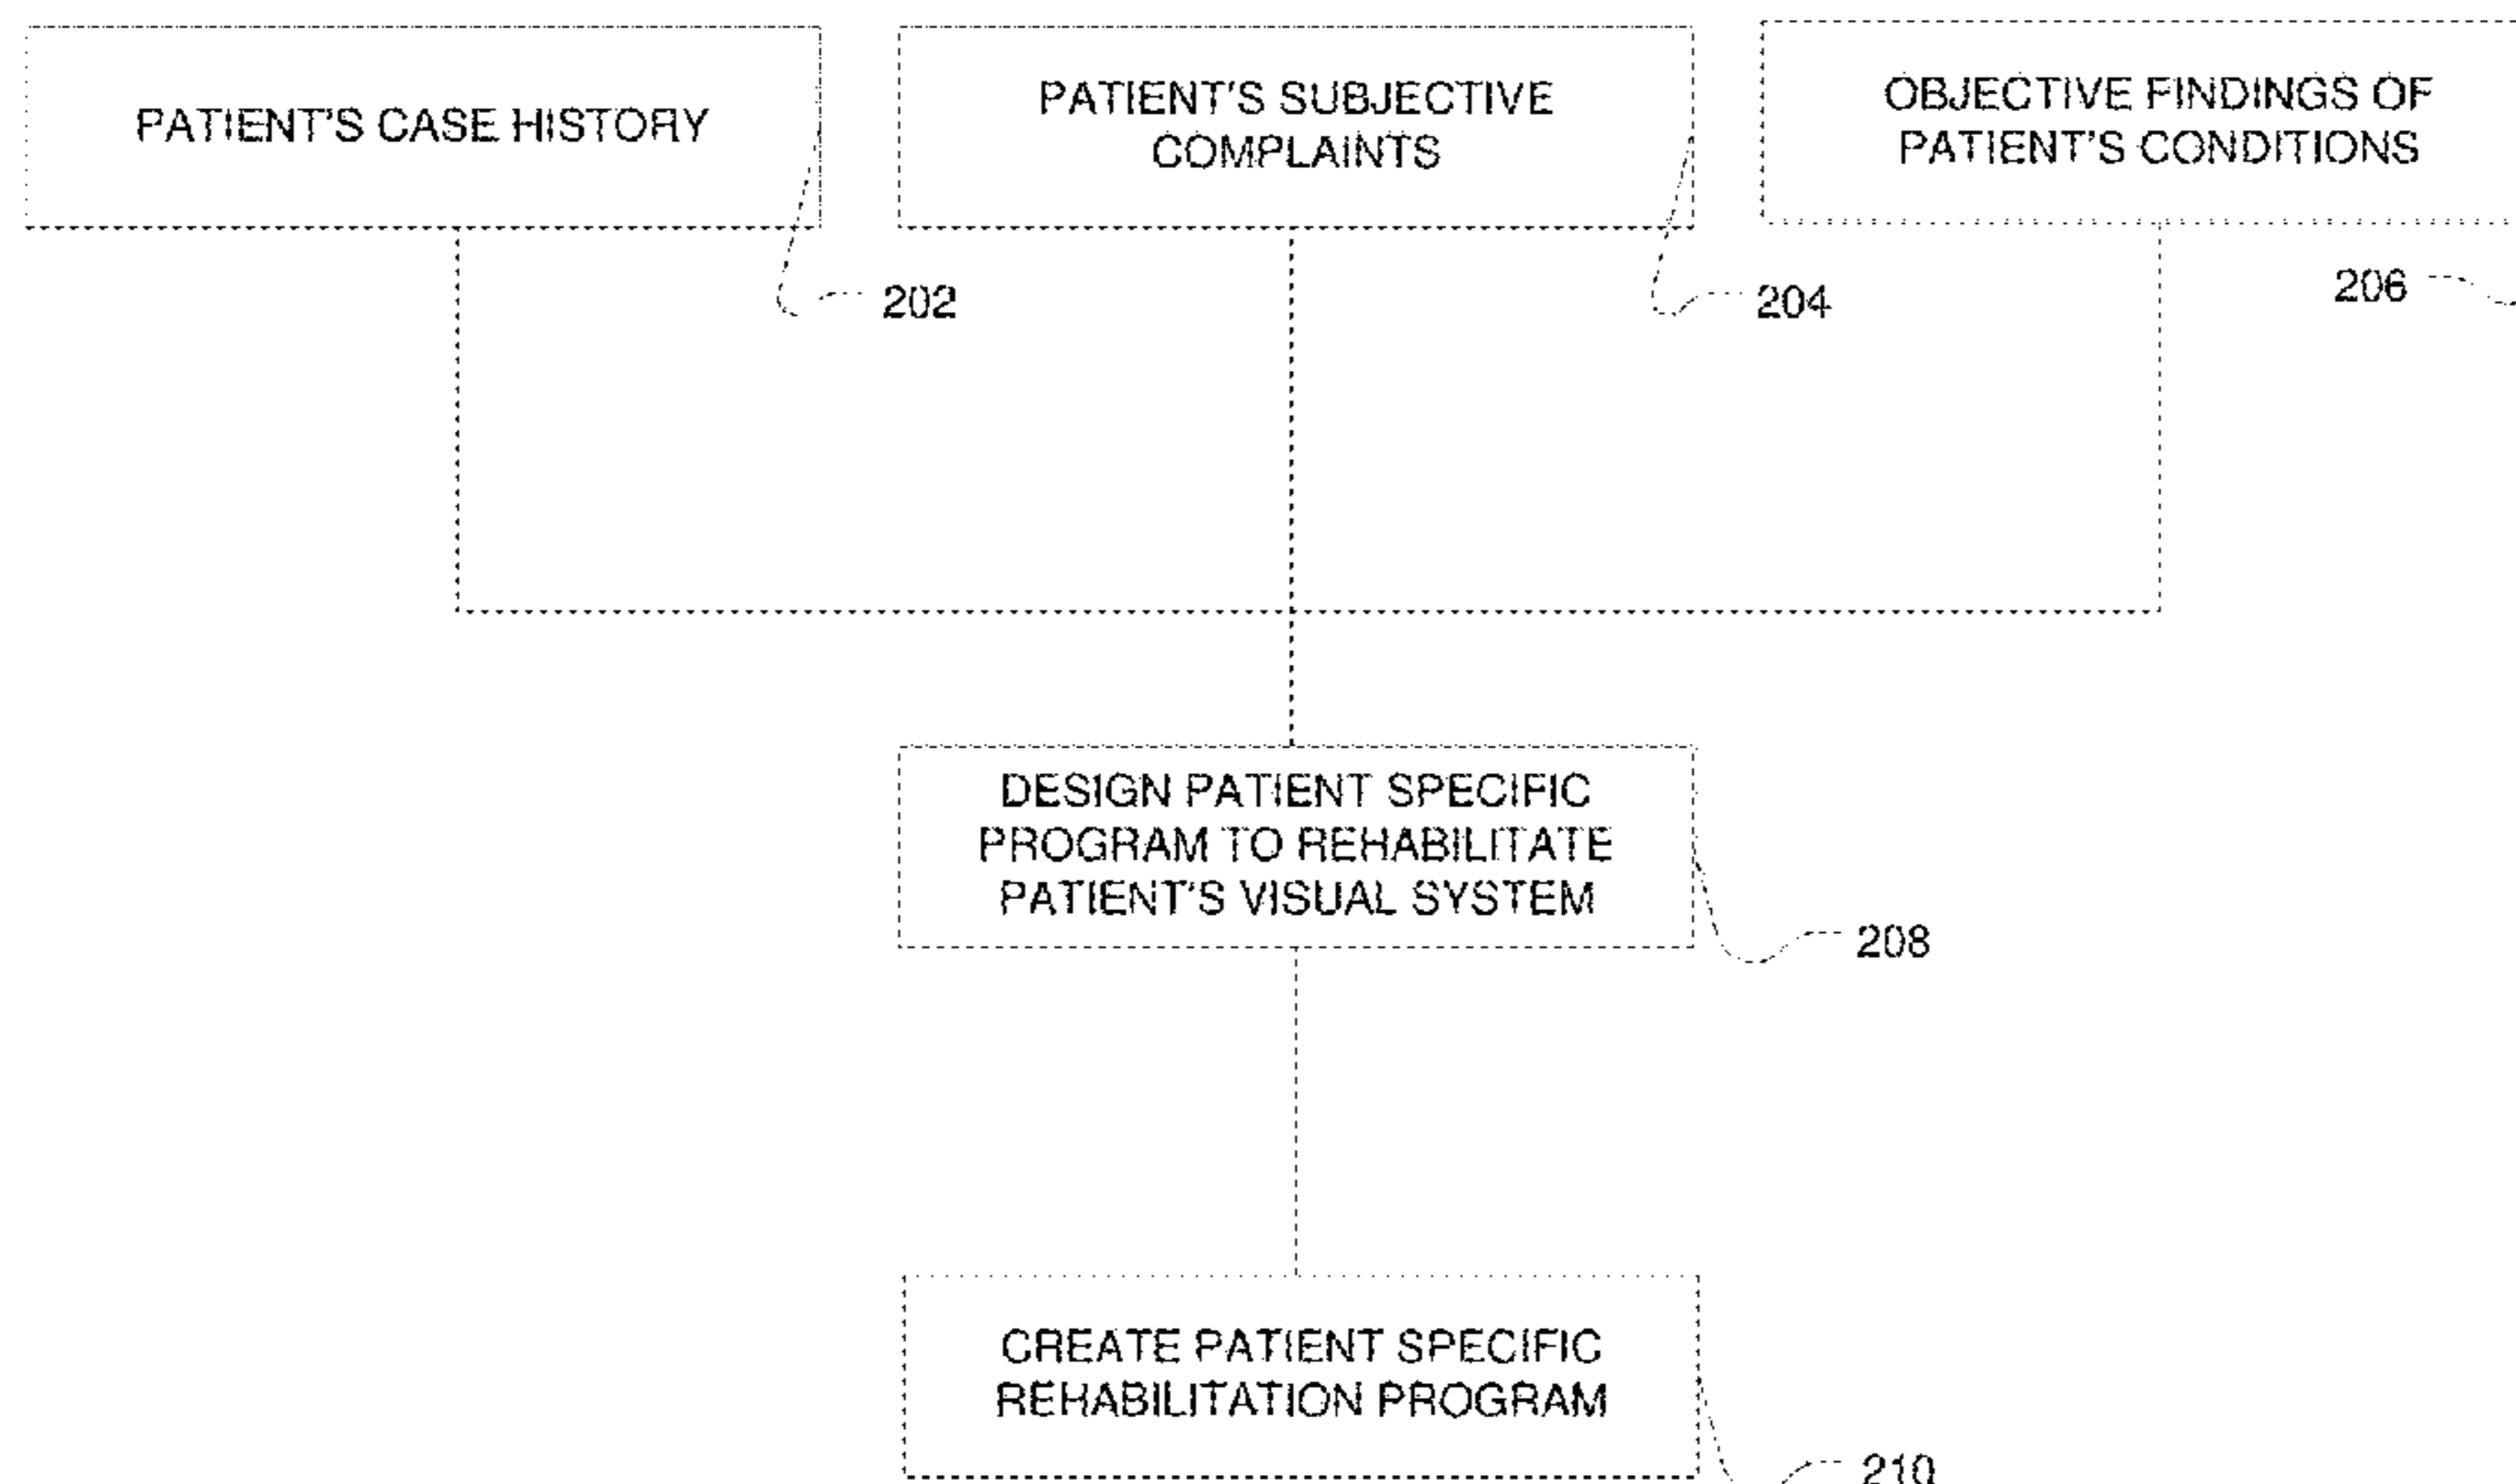 PATIENT'S CASE HISTORY
PATIENT'S SUBJECTIVE
COMPLAINTS
OBJECTIVE FINDINGS OF
PATIENT'S CONDITIONS
202
204
206
DESIGN PATIENT SPECIFIC
PROGRAM TO REHABILITATE
PATIENT'S VISUAL SYSTEM
208
CREATE PATIENT SPECIFIC
REHABILITATION PROGRAM
210